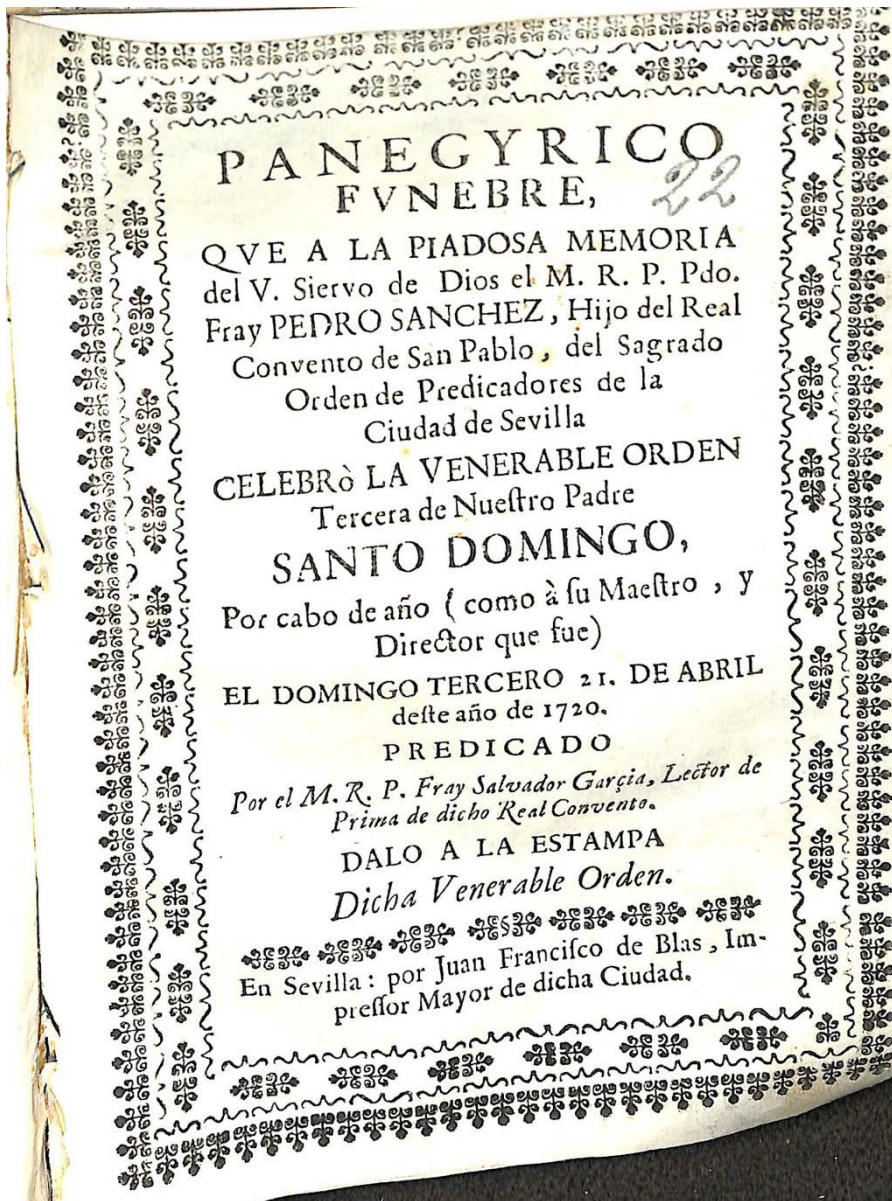 PANEGYRICO
FVNEBRE,
22
QVE A LA PIADOSA MEMORIA
del V. Siervo de Dios el M. R. P. Pdo.
Fray PEDRO SANCHEZ, Hijo del Real
Convento de San Pablo, del Sagrado
Orden de Predicadores de la
Ciudad de Sevilla
CELEBRò LA VENERABLE ORDEN
Tercera de Nueſtro Padre
SANTO DOMINGO,
Por cabo de año ( como à ſu Maeſtro , y
Director que fue)
EL DOMINGO TERCERO 21. DE ABRIL
deſte año de 1720.
PREDICADO
Por el M. R. P. Fray Salvador Garçia, Lector de
Prima de dicho Real Convento.
DALO A LA ESTAMPA
Dicha Venerable Orden.
En Sevilla : por Juan Franciſco de Blas , Im-
preſſor Mayor de dicha Ciudad.